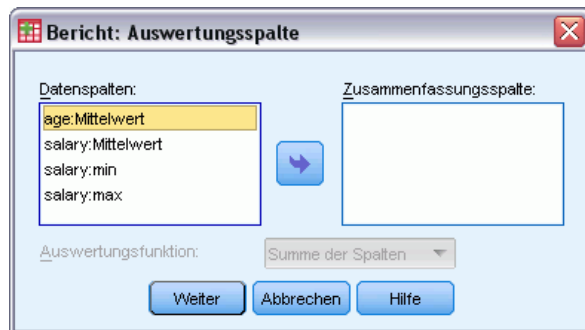 Bericht: Auswertungsspalte
Datenspalten:
age:Mittelwert
salary:Mittelwert
salary:min
salary:max
Zusammenfassungsspalte:
Auswertungsfunktion:
Summe der Spalten
Weiter
Abbrechen
Hilfe